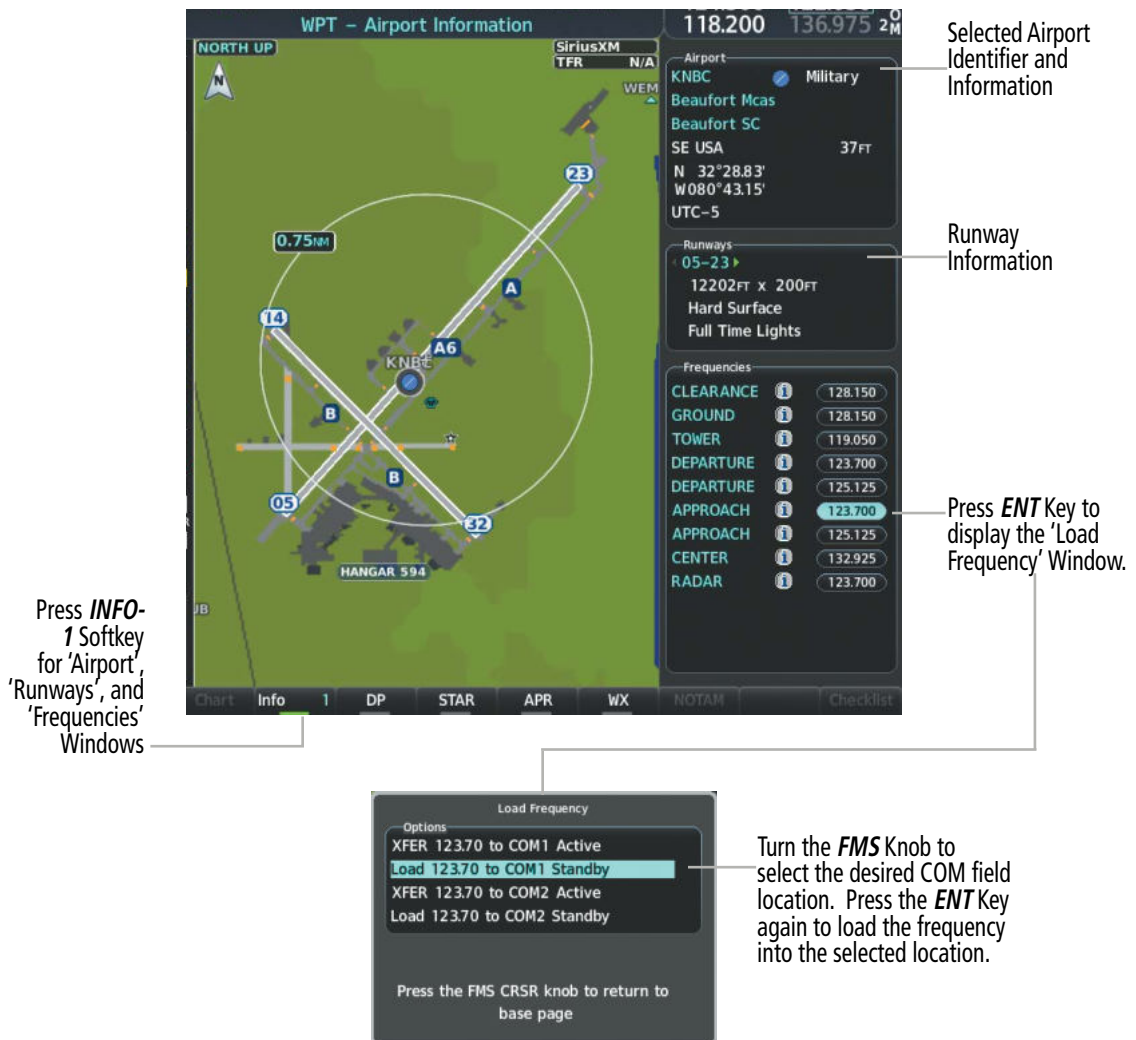 WPT – Airport Information
118.200 136.975 2
NORTH UP
N
SiriusXM
TFR N/A
WEM
23
0.75NM
A
14
A6
KNBC
B
B
05
32
HANGAR 594
Airport
KNBC Military
Beaufort Mcas
Beaufort SC
SE USA 37FT
N 32°28.83'
W080°43.15'
UTC–5
Runways
05–23
12202FT x 200FT
Hard Surface
Full Time Lights
Frequencies
CLEARANCE i 128.150
GROUND i 128.150
TOWER i 119.050
DEPARTURE i 123.700
DEPARTURE i 125.125
APPROACH i 123.700
APPROACH i 125.125
CENTER i 132.925
RADAR i 123.700
Chart Info 1 DP STAR APR WX NOTAM Checklist
Selected Airport
Identifier and
Information
Runway
Information
Press ENT Key to
display the ‘Load
Frequency’ Window.
Press INFO-
1 Softkey
for ‘Airport’,
‘Runways’, and
‘Frequencies’
Windows
Load Frequency
Options
XFER 123.70 to COM1 Active
Load 123.70 to COM1 Standby
XFER 123.70 to COM2 Active
Load 123.70 to COM2 Standby
Press the FMS CRSR knob to return to
base page
Turn the FMS Knob to
select the desired COM field
location. Press the ENT Key
again to load the frequency
into the selected location.